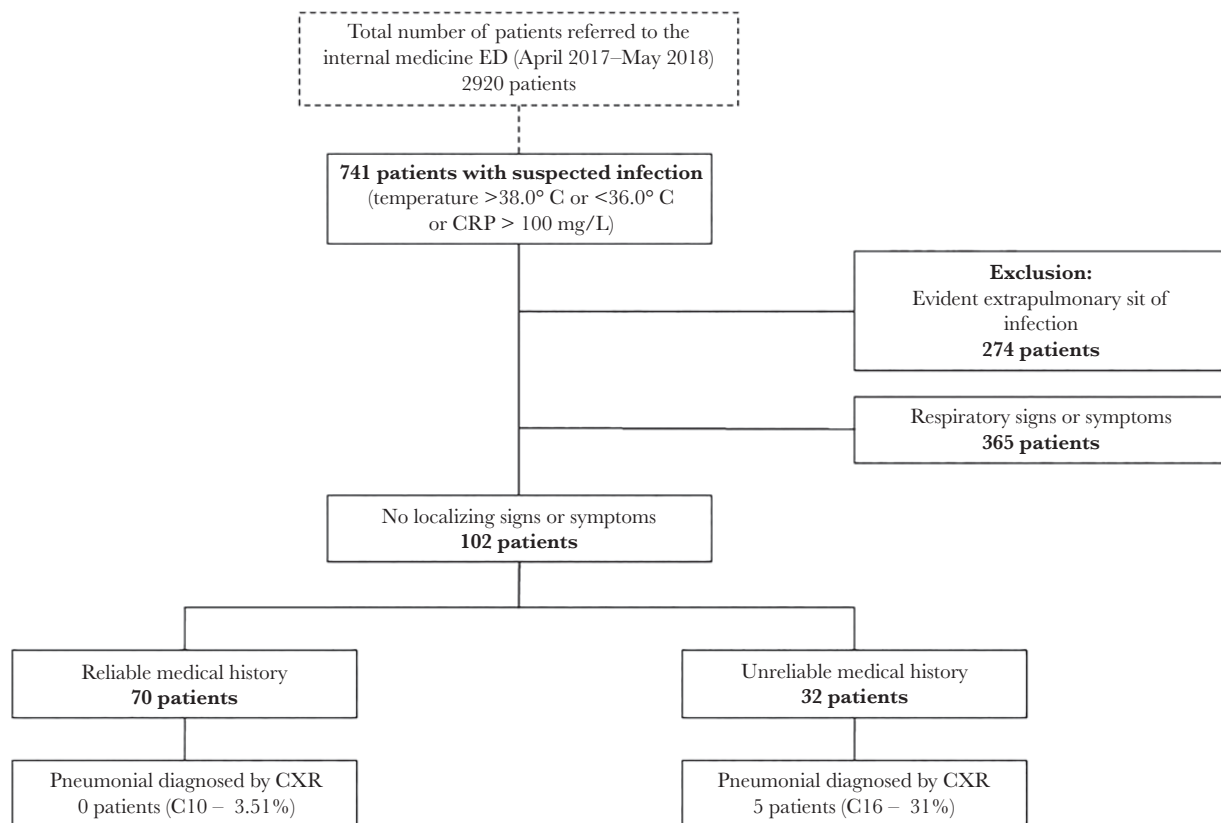 Total number of patients referred to the
internal medicine ED (April 2017–May 2018)
2920 patients
741 patients with suspected infection
(temperature >38.0° C or <36.0° C
or CRP > 100 mg/L)
Exclusion:
Evident extrapulmonary sit of
infection
274 patients
Respiratory signs or symptoms
365 patients
No localizing signs or symptoms
102 patients
Reliable medical history
70 patients
Unreliable medical history
32 patients
Pneumonial diagnosed by CXR
0 patients (C10 – 3.51%)
Pneumonial diagnosed by CXR
5 patients (C16 – 31%)